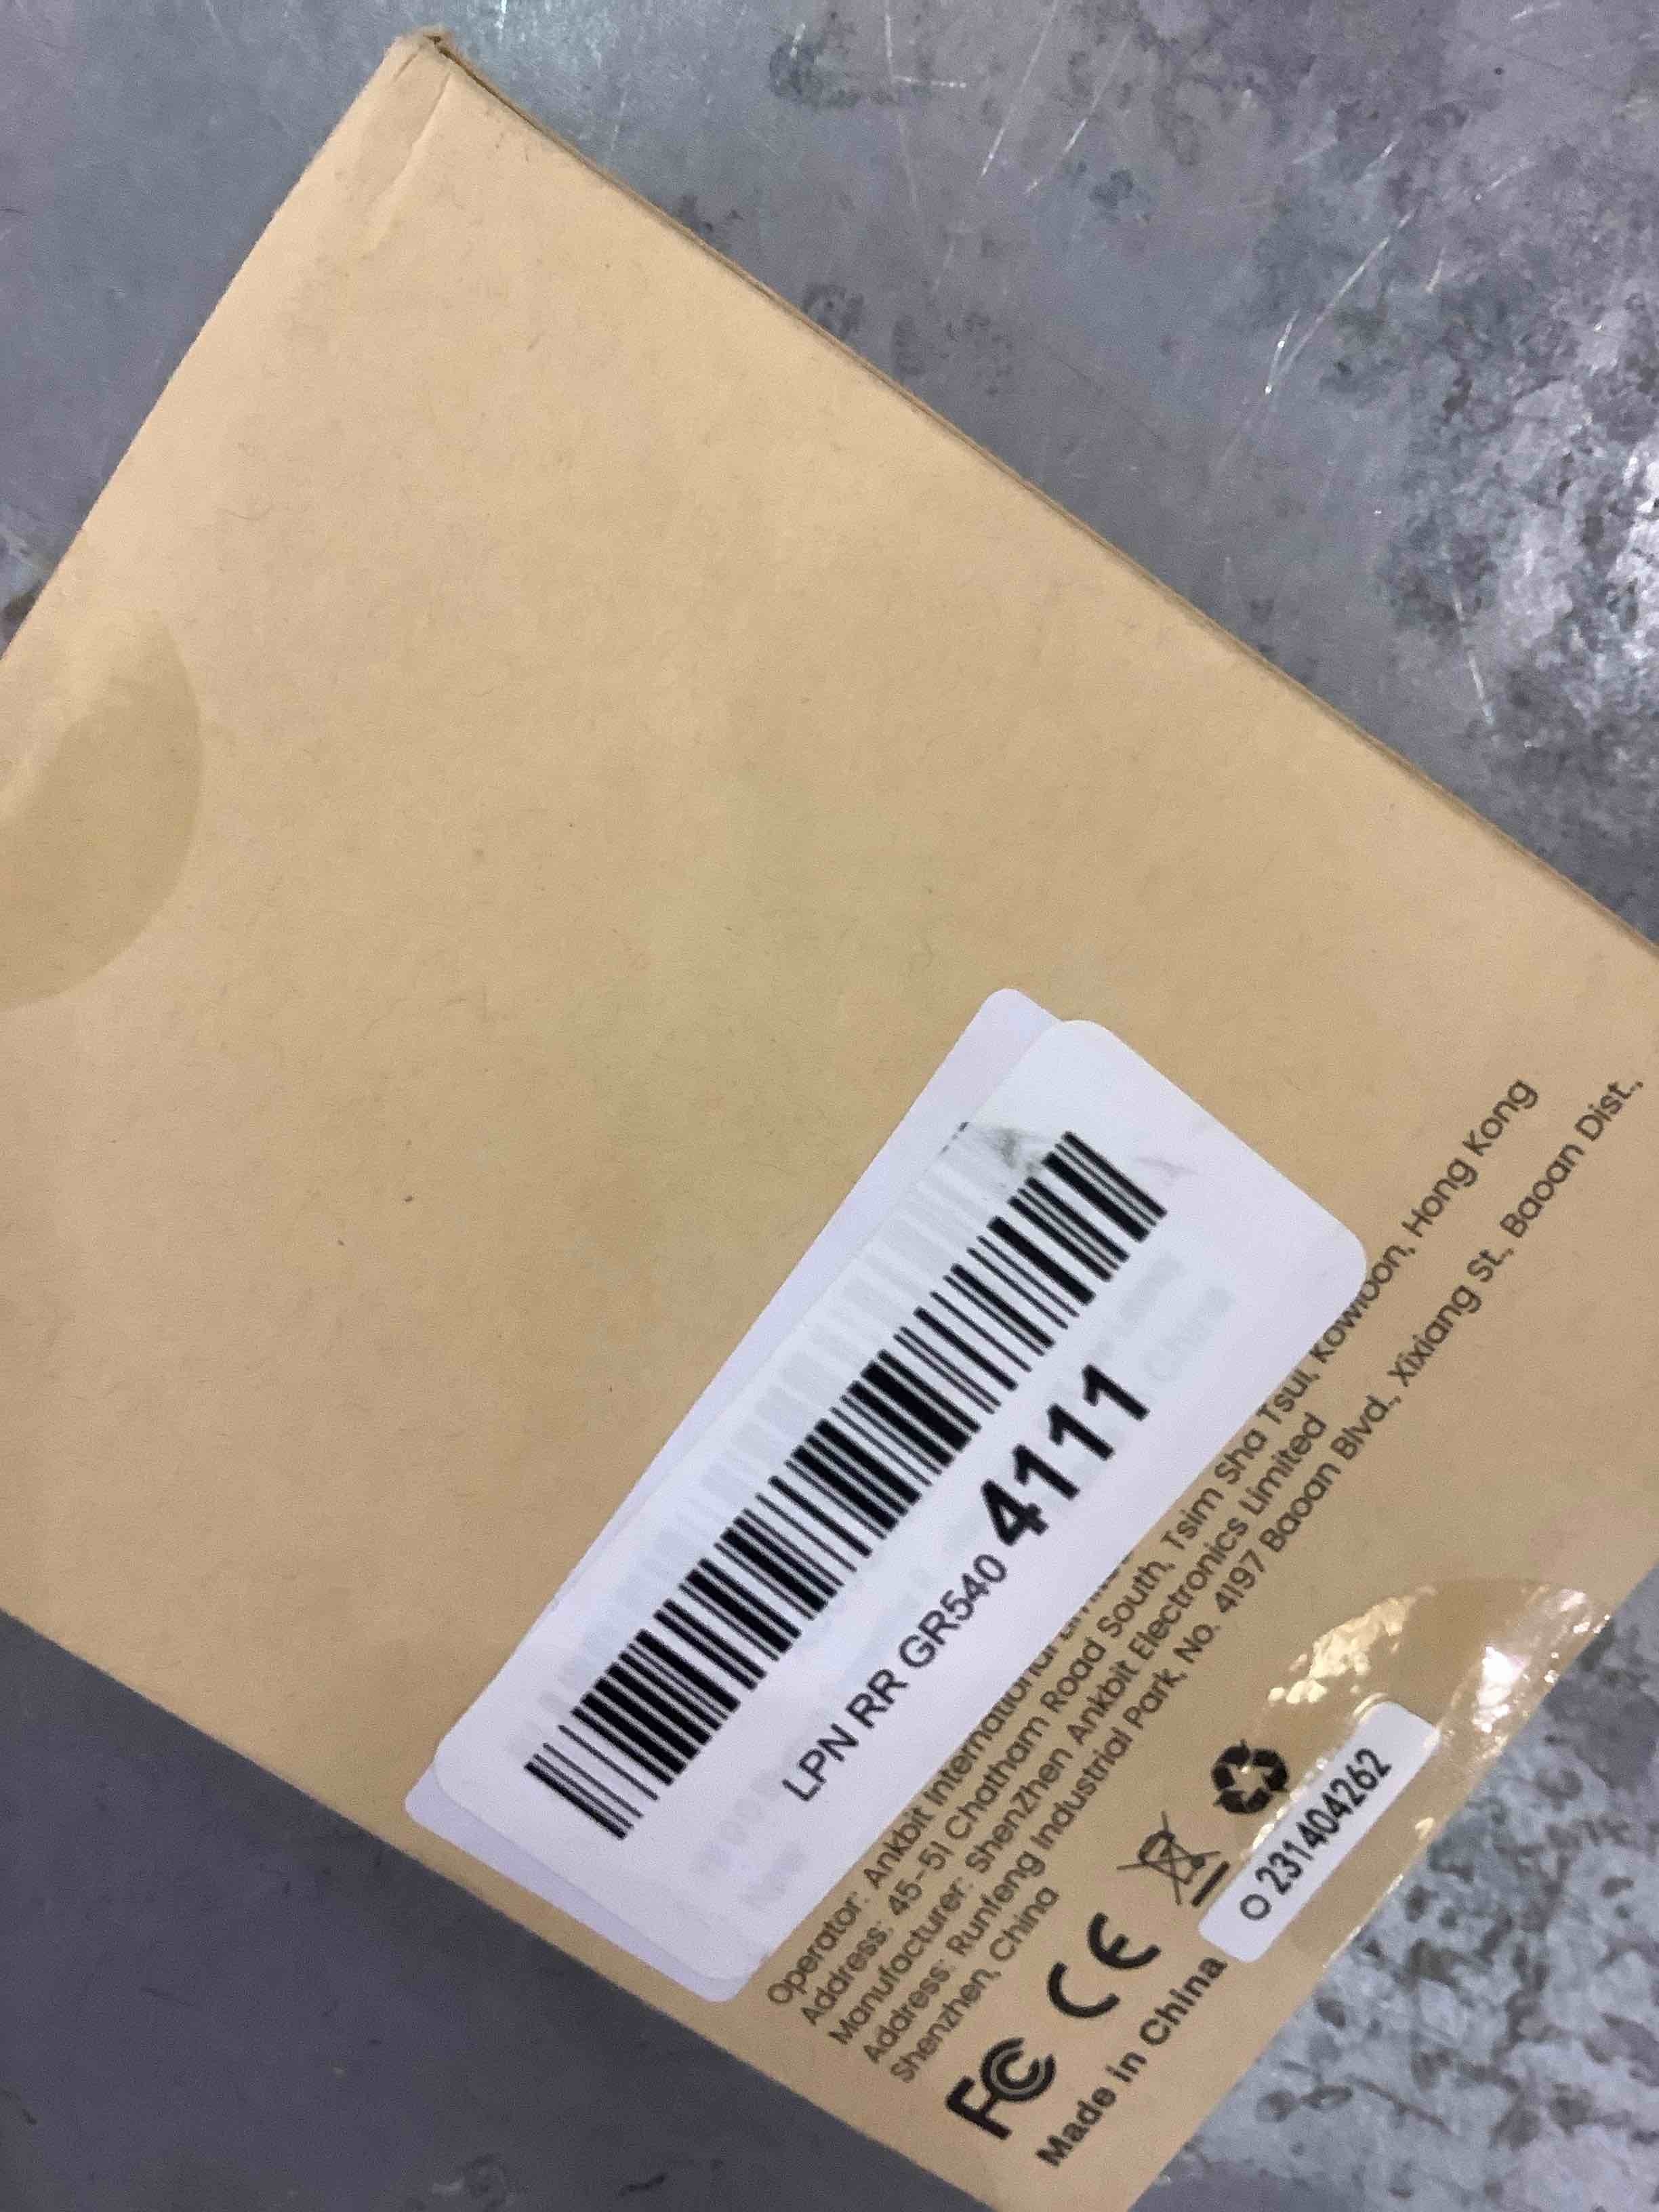 LPN RR GR540 4111
Operator: Ankbit International
Address: 45-51 Chatham Road South, Tsim Sha Tsui, Kowloon, Hong Kong
Manufacturer: Shenzhen Ankbit Electronics Limited
Address: Runfeng Industrial Park, No. 4197 Baoan Blvd., Xixiang St., Baoan Dist.,
Shenzhen, China
FC CE
Made in China
O 231404262